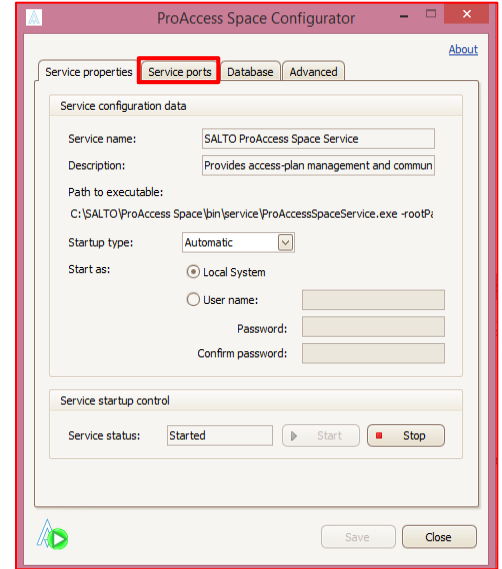 ProAccess Space Configurator
About
Service properties Service ports Database Advanced
Service configuration data
Service name: SALTO ProAccess Space Service
Description: Provides access-plan management and commun
Path to executable:
C:\SALTO\ProAccess Space\bin\service\ProAccessSpaceService.exe -rootPa
Startup type: Automatic
Start as: Local System
User name:
Password:
Confirm password:
Service startup control
Service status: Started Start Stop
Save Close